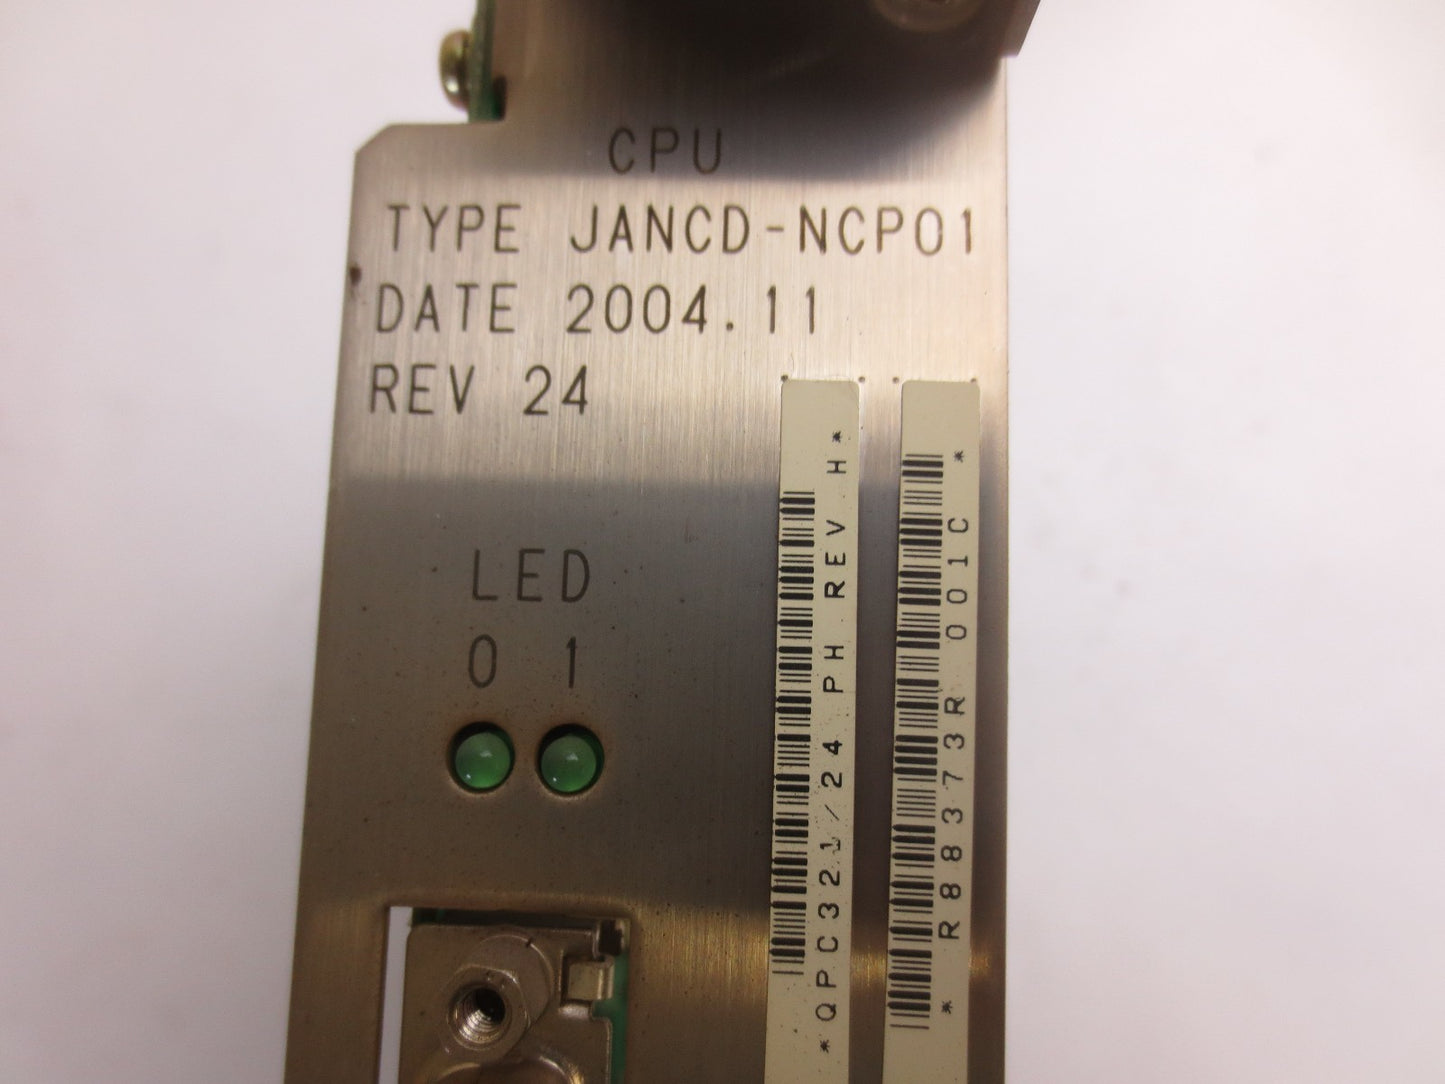 CPU
TYPE JANCD-NCP01
DATE 2004.11
REV 24
LED
0 1
*QPC321/24 PH REV H*
* R88373R 001C *